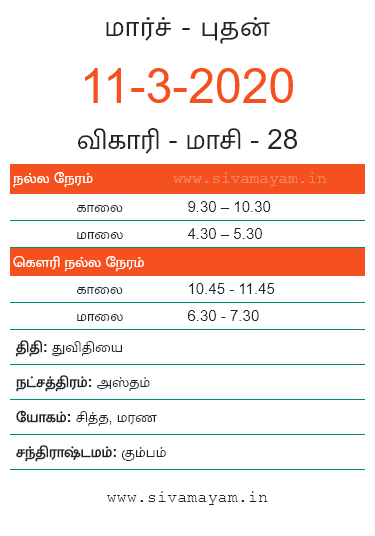 மார்ச் - புதன்
11-3-2020
விகாரி - மாசி - 28
நல்ல நேரம் www.sivamayam.in
காலை 9.30 – 10.30
மாலை 4.30 – 5.30
கௌரி நல்ல நேரம்
காலை 10.45 - 11.45
மாலை 6.30 - 7.30
திதி: துவிதியை
நட்சத்திரம்: அஸ்தம்
யோகம்: சித்த, மரண
சந்திராஷ்டமம்: கும்பம்
www.sivamayam.in